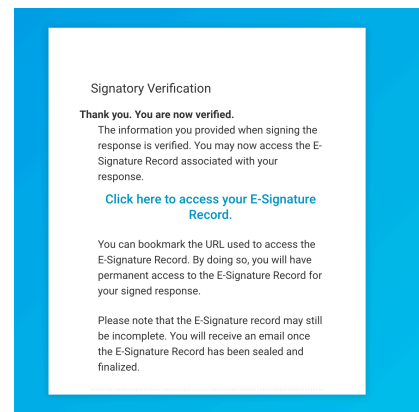 Signatory Verification
Thank you. You are now verified.
The information you provided when signing the
response is verified. You may now access the E-
Signature Record associated with your
response.
Click here to access your E-Signature
Record.
You can bookmark the URL used to access the
E-Signature Record. By doing so, you will have
permanent access to the E-Signature Record for
your signed response.
Please note that the E-Signature record may still
be incomplete. You will receive an email once
the E-Signature Record has been sealed and
finalized.